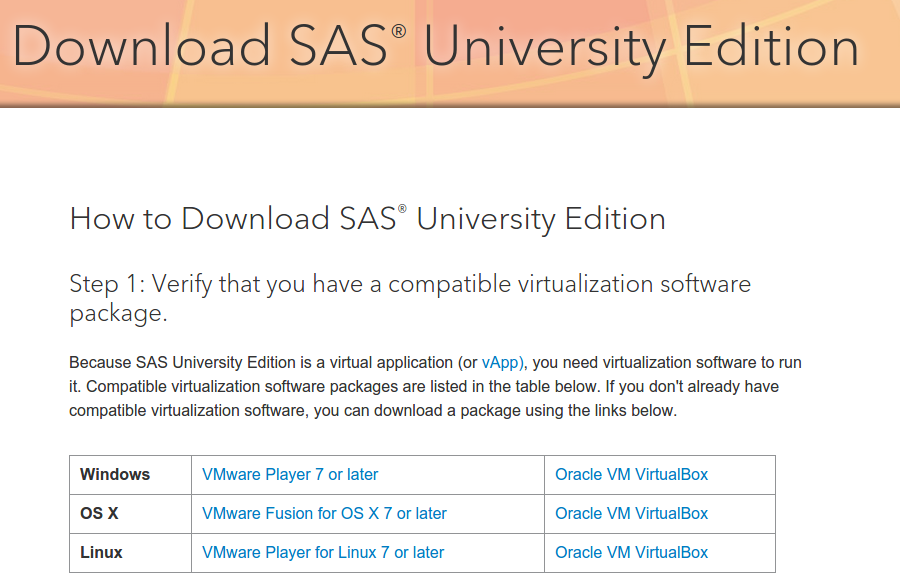 Download SAS® University Edition
How to Download SAS® University Edition
Step 1: Verify that you have a compatible virtualization software
package.
Because SAS University Edition is a virtual application (or vApp), you need virtualization software to run
it. Compatible virtualization software packages are listed in the table below. If you don't already have
compatible virtualization software, you can download a package using the links below.
Windows VMware Player 7 or later Oracle VM VirtualBox
OS X VMware Fusion for OS X 7 or later Oracle VM VirtualBox
Linux VMware Player for Linux 7 or later Oracle VM VirtualBox